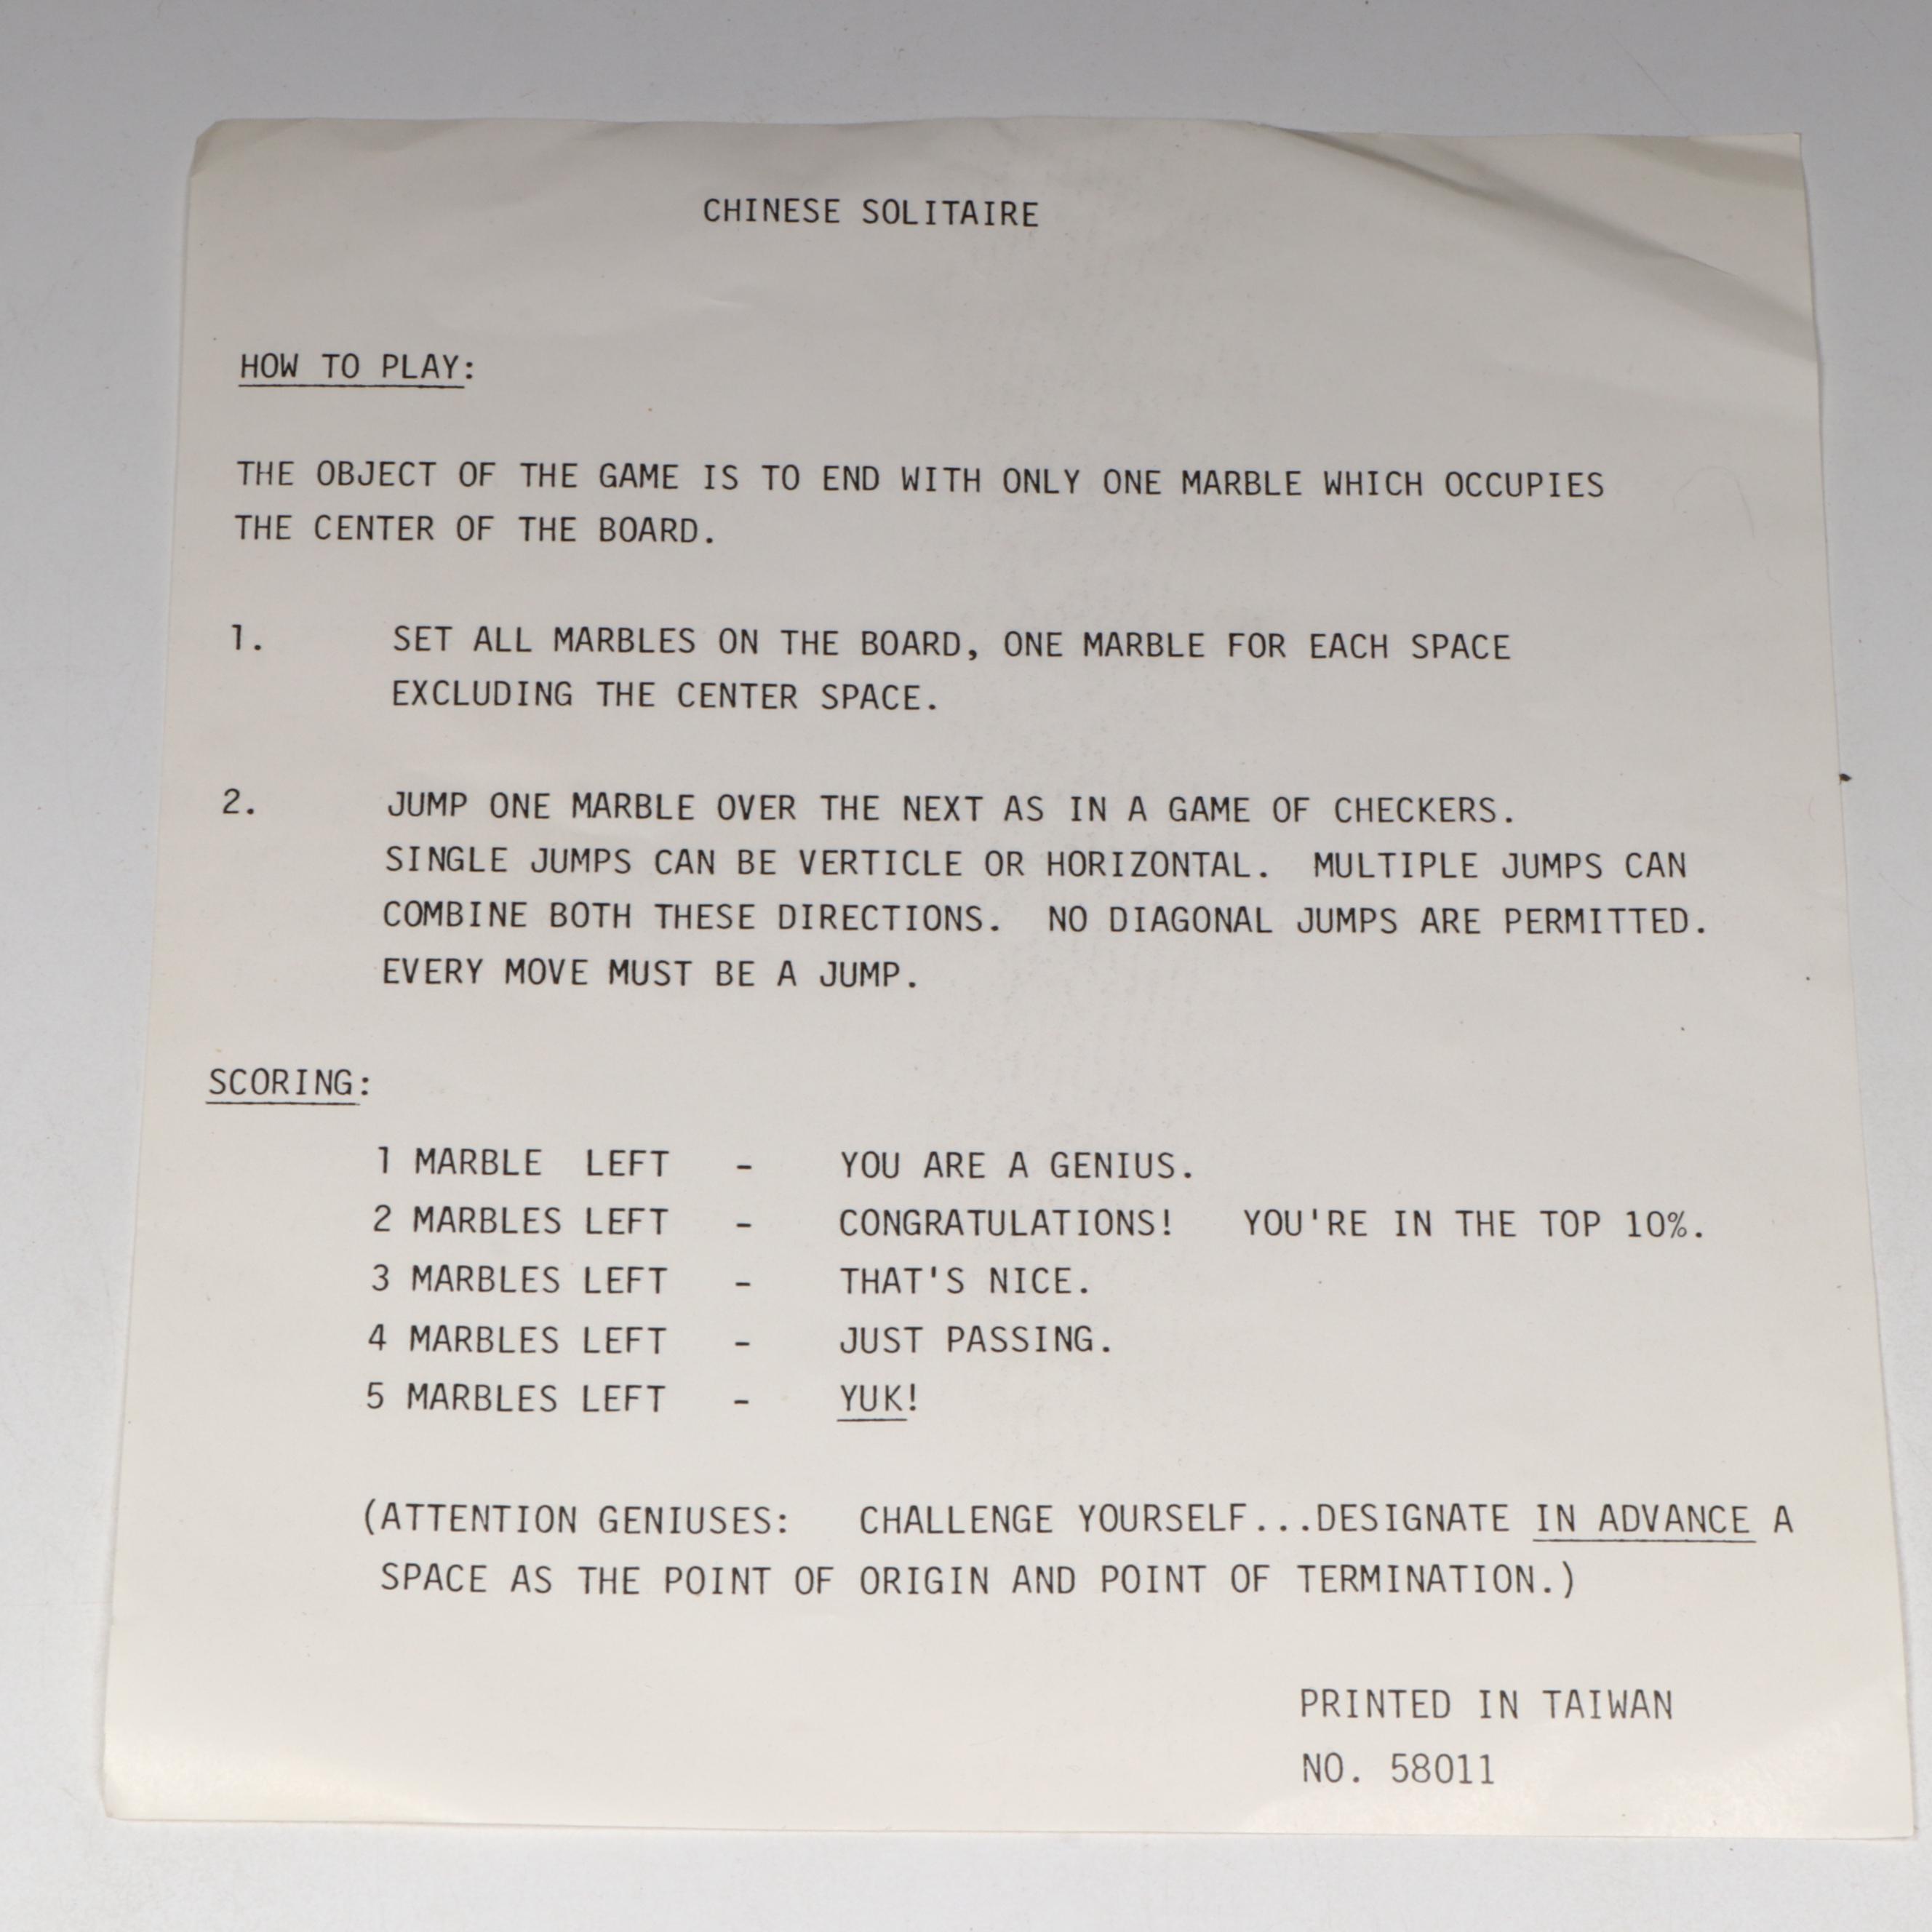 CHINESE SOLITAIRE
HOW TO PLAY:
THE OBJECT OF THE GAME IS TO END WITH ONLY ONE MARBLE WHICH OCCUPIES
THE CENTER OF THE BOARD.
1. SET ALL MARBLES ON THE BOARD, ONE MARBLE FOR EACH SPACE
EXCLUDING THE CENTER SPACE.
2. JUMP ONE MARBLE OVER THE NEXT AS IN A GAME OF CHECKERS.
SINGLE JUMPS CAN BE VERTICLE OR HORIZONTAL. MULTIPLE JUMPS CAN
COMBINE BOTH THESE DIRECTIONS. NO DIAGONAL JUMPS ARE PERMITTED.
EVERY MOVE MUST BE A JUMP.
SCORING:
1 MARBLE LEFT - YOU ARE A GENIUS.
2 MARBLES LEFT - CONGRATULATIONS! YOU'RE IN THE TOP 10%.
3 MARBLES LEFT - THAT'S NICE.
4 MARBLES LEFT - JUST PASSING.
5 MARBLES LEFT - YUK!
(ATTENTION GENIUSES: CHALLENGE YOURSELF...DESIGNATE IN ADVANCE A
SPACE AS THE POINT OF ORIGIN AND POINT OF TERMINATION.)
PRINTED IN TAIWAN
NO. 58011